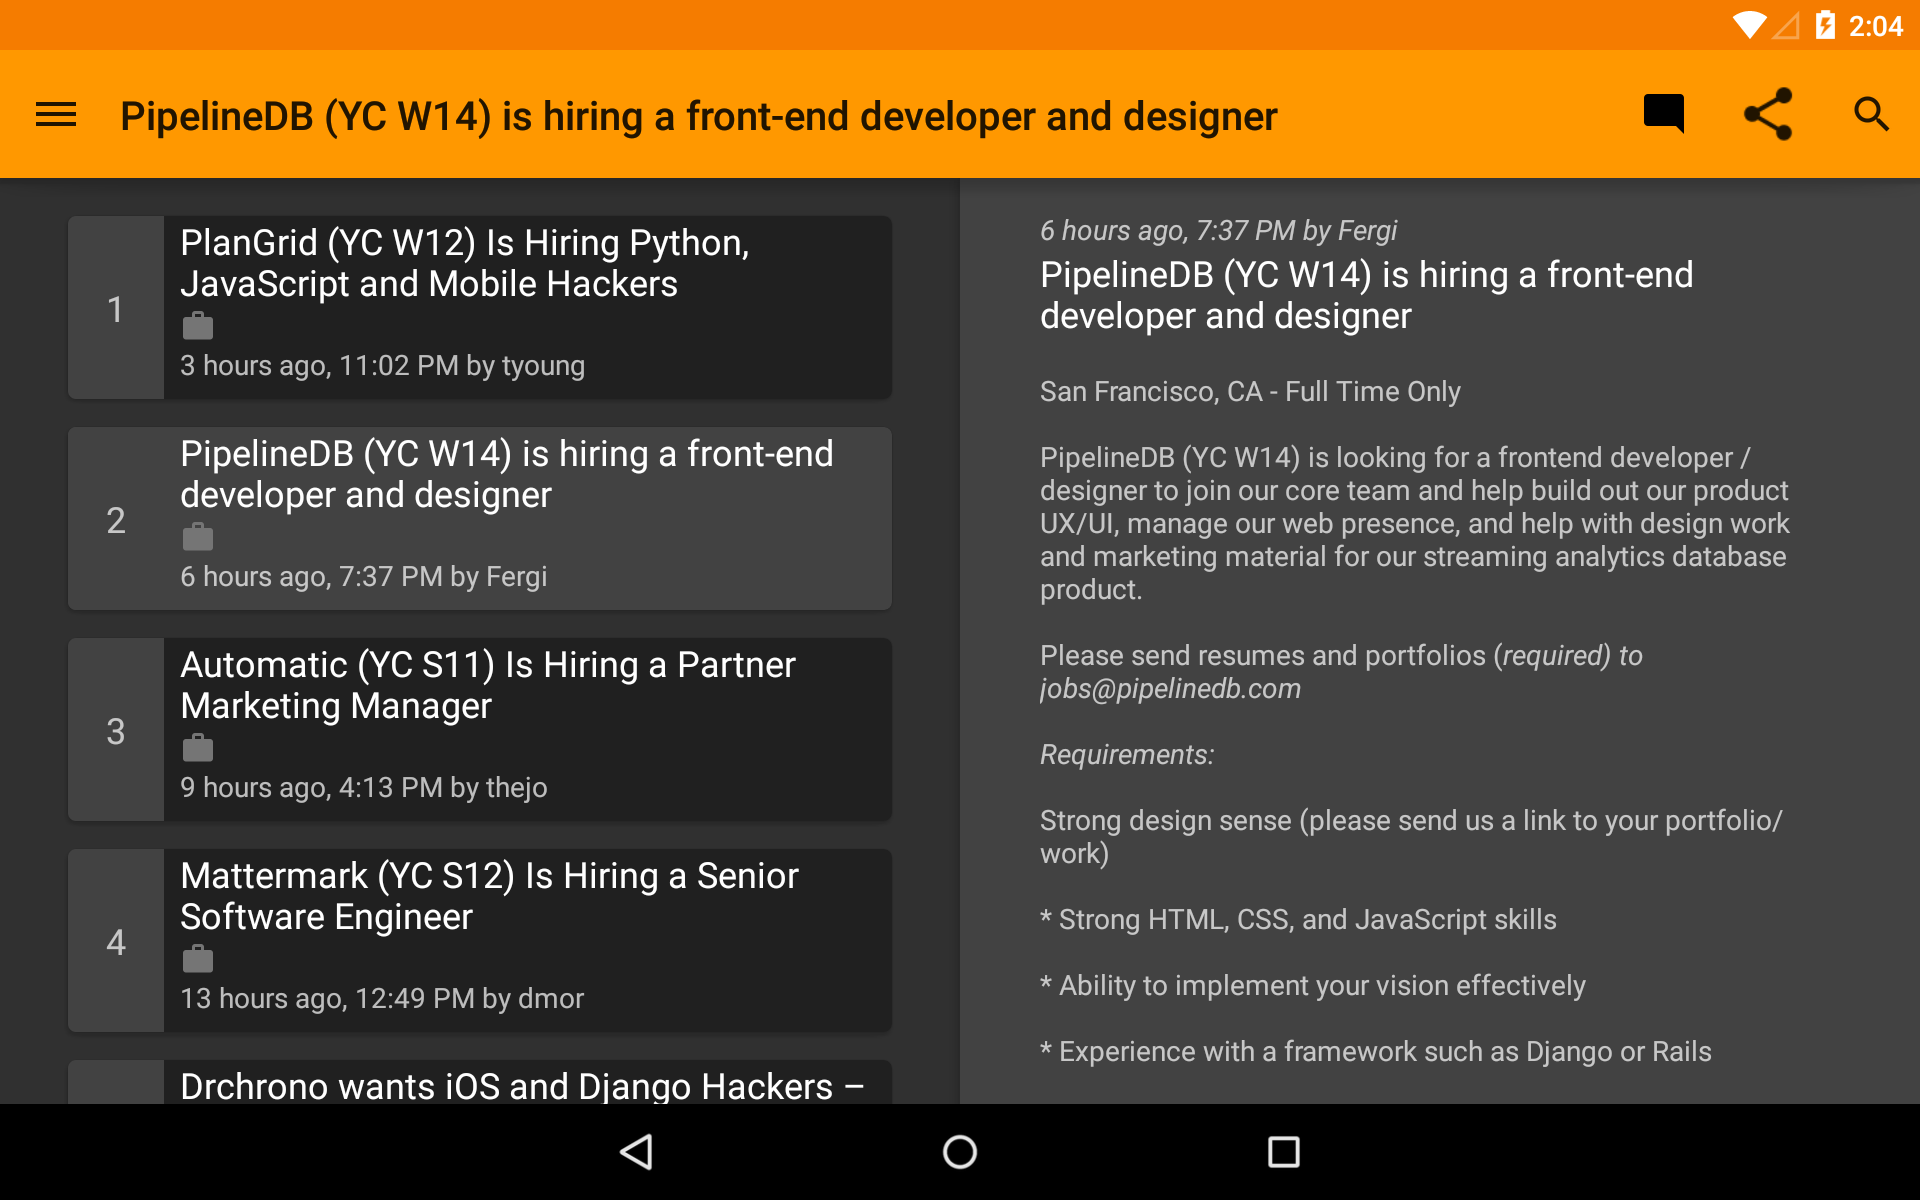 2:04
PipelineDB (YC W14) is hiring a front-end developer and designer
1
PlanGrid (YC W12) Is Hiring Python,
JavaScript and Mobile Hackers
3 hours ago, 11:02 PM by tyoung
2
PipelineDB (YC W14) is hiring a front-end
developer and designer
6 hours ago, 7:37 PM by Fergi
3
Automatic (YC S11) Is Hiring a Partner
Marketing Manager
9 hours ago, 4:13 PM by thejo
4
Mattermark (YC S12) Is Hiring a Senior
Software Engineer
13 hours ago, 12:49 PM by dmor
Drchrono wants iOS and Django Hackers –
6 hours ago, 7:37 PM by Fergi
PipelineDB (YC W14) is hiring a front-end
developer and designer
San Francisco, CA - Full Time Only
PipelineDB (YC W14) is looking for a frontend developer /
designer to join our core team and help build out our product
UX/UI, manage our web presence, and help with design work
and marketing material for our streaming analytics database
product.
Please send resumes and portfolios (required) to
jobs@pipelinedb.com
Requirements:
Strong design sense (please send us a link to your portfolio/
work)
* Strong HTML, CSS, and JavaScript skills
* Ability to implement your vision effectively
* Experience with a framework such as Django or Rails